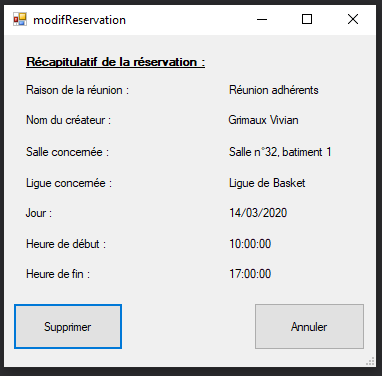 modifReservation
Récapitulatif de la réservation :
Raison de la réunion : Réunion adhérents
Nom du créateur : Grimaux Vivian
Salle concernée : Salle n°32, batiment 1
Ligue concernée : Ligue de Basket
Jour : 14/03/2020
Heure de début : 10:00:00
Heure de fin : 17:00:00
Supprimer Annuler